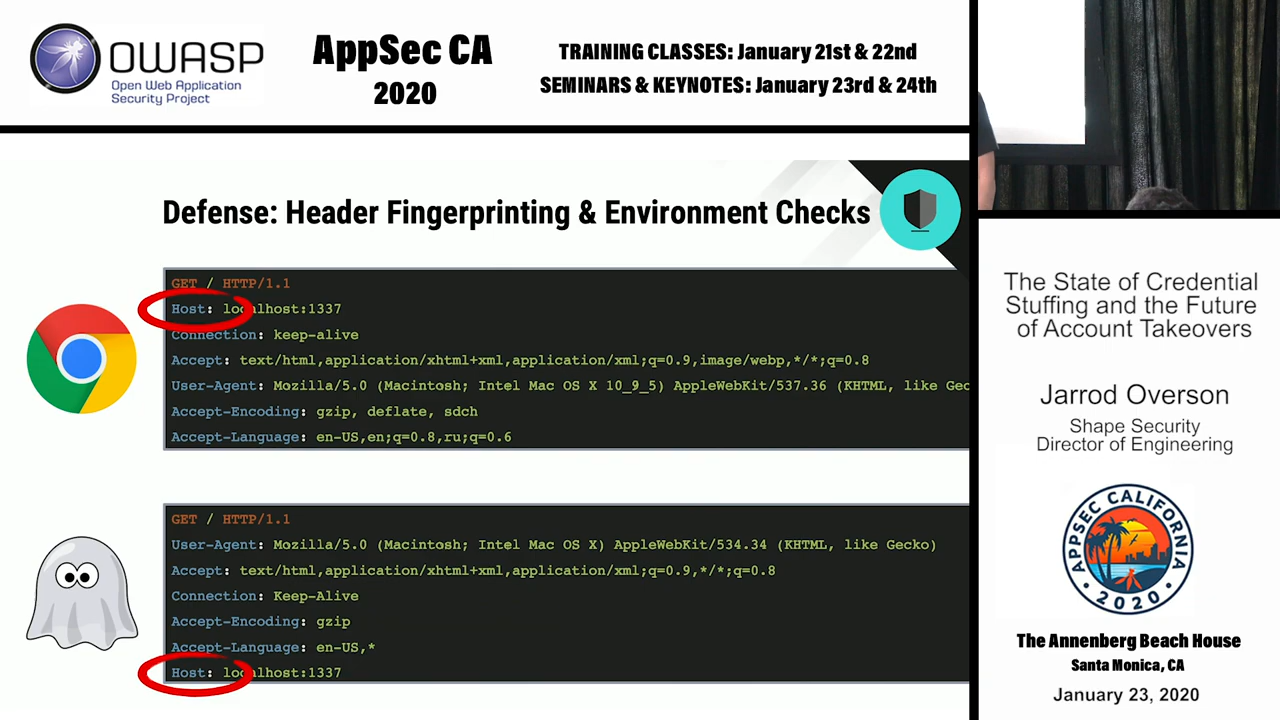 OWASP
Open Web Application
Security Project
AppSec CA
2020
TRAINING CLASSES: January 21st & 22nd
SEMINARS & KEYNOTES: January 23rd & 24th
Defense: Header Fingerprinting & Environment Checks
GET / HTTP/1.1
Host: localhost:1337
Connection: keep-alive
Accept: text/html,application/xhtml+xml,application/xml;q=0.9,image/webp,*/*;q=0.8
User-Agent: Mozilla/5.0 (Macintosh; Intel Mac OS X 10_9_5) AppleWebKit/537.36 (KHTML, like Gec
Accept-Encoding: gzip, deflate, sdch
Accept-Language: en-US,en;q=0.8,ru;q=0.6
GET / HTTP/1.1
User-Agent: Mozilla/5.0 (Macintosh; Intel Mac OS X) AppleWebKit/534.34 (KHTML, like Gecko)
Accept: text/html,application/xhtml+xml,application/xml;q=0.9,*/*;q=0.8
Connection: Keep-Alive
Accept-Encoding: gzip
Accept-Language: en-US,*
Host: localhost:1337
The State of Credential
Stuffing and the Future
of Account Takeovers
Jarrod Overson
Shape Security
Director of Engineering
APPSEC CALIFORNIA
• 2020 •
The Annenberg Beach House
Santa Monica, CA
January 23, 2020